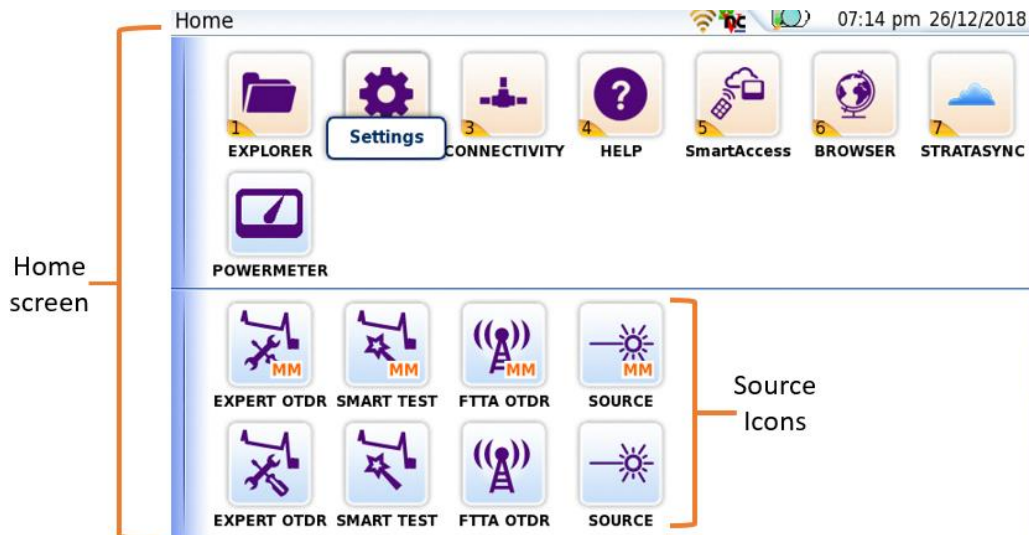 Home
nc
07:14 pm 26/12/2018
1
EXPLORER
Settings
3
CONNECTIVITY
4
HELP
5
SmartAccess
6
BROWSER
7
STRATASYNC
?
POWERMETER
Home
screen
MM
EXPERT OTDR
MM
SMART TEST
MM
FTTA OTDR
MM
SOURCE
Source
Icons
EXPERT OTDR
SMART TEST
FTTA OTDR
SOURCE